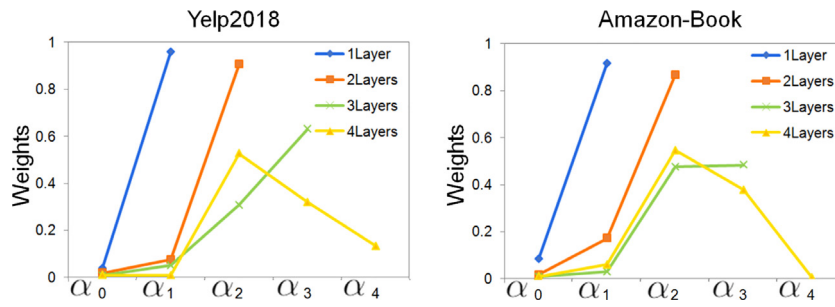 Yelp2018
1
0.8
0.6
0.4
0.2
0
Weights
1Layer
2Layers
3Layers
4Layers
α0 α1 α2 α3 α4
Amazon-Book
1
0.8
0.6
0.4
0.2
0
Weights
1Layer
2Layers
3Layers
4Layers
α0 α1 α2 α3 α4